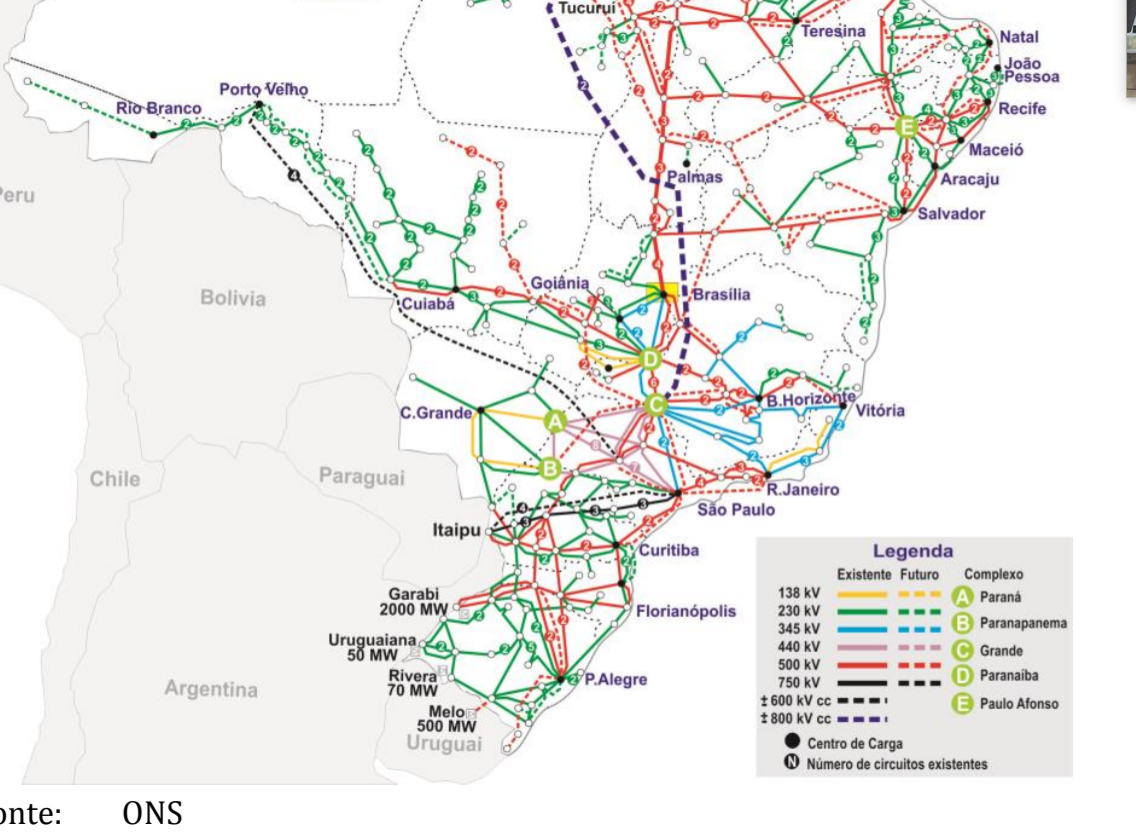 Tucuruí
Teresina
Natal
João
Pessoa
Recife
Maceió
Aracaju
Salvador
Porto Velho
Rio Branco
Palmas
Peru
Bolivia
Cuiabá
Goiânia
Brasília
D
E
C
A
B
C.Grande
B.Horizonte
Vitória
R.Janeiro
São Paulo
Chile
Paraguai
Itaipu
Curitiba
Garabi
2000 MW
Florianópolis
Uruguaiana
50 MW
Rivera
70 MW
P.Alegre
Melo
500 MW
Argentina
Uruguai
Legenda
Existente Futuro Complexo
138 kV A Paraná
230 kV B Paranapanema
345 kV
440 kV C Grande
500 kV D Paranaíba
750 kV
± 600 kV cc E Paulo Afonso
± 800 kV cc
Centro de Carga
N Número de circuitos existentes
onte: ONS